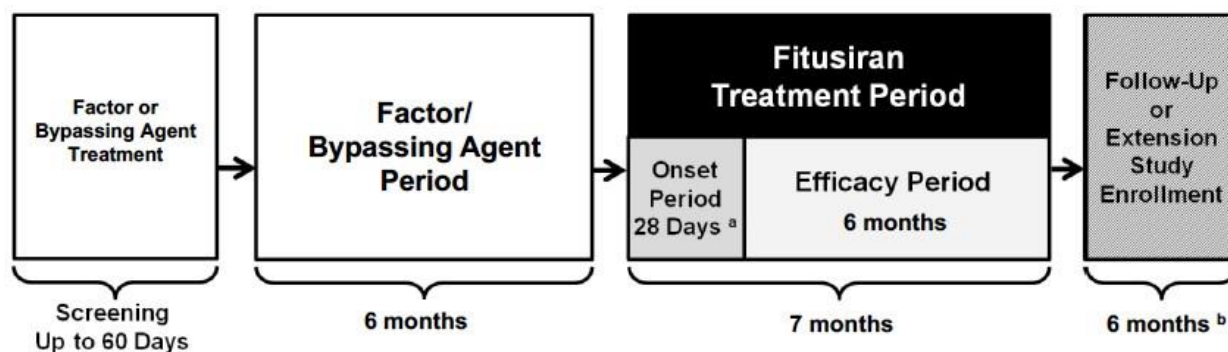 Factor or
Bypassing Agent
Treatment
Factor/
Bypassing Agent
Period
Fitusiran
Treatment Period
Onset
Period
28 Days a
Efficacy Period
6 months
Follow-Up
or
Extension
Study
Enrollment
Screening
Up to 60 Days
6 months
7 months
6 months b